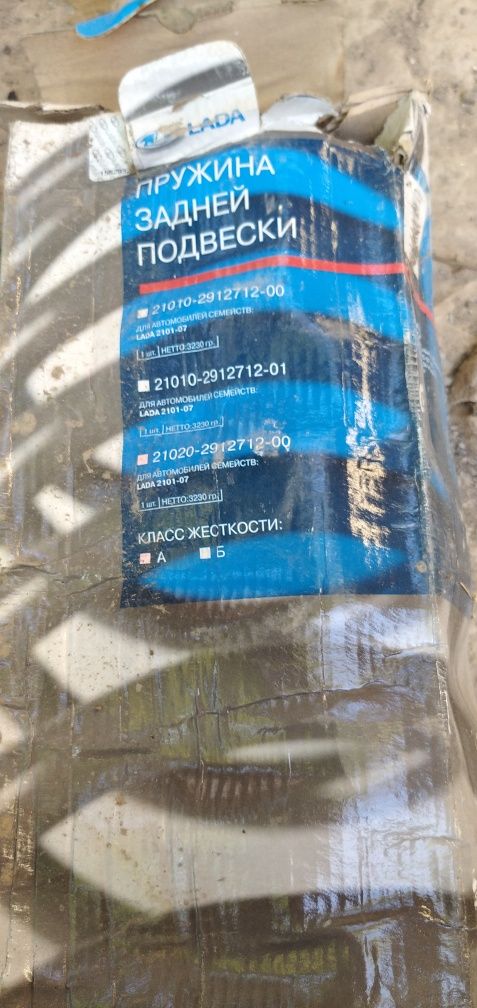 LADA
ПРУЖИНА
ЗАДНЕЙ
ПОДВЕСКИ
21010-2912712-00
ДЛЯ АВТОМОБИЛЕЙ СЕМЕЙСТВ:
LADA 2101-07
1 шт. НЕТТО:3230 гр.
21010-2912712-01
ДЛЯ АВТОМОБИЛЕЙ СЕМЕЙСТВ:
LADA 2101-07
1 шт. НЕТТО:3230 гр.
21020-2912712-00
ДЛЯ АВТОМОБИЛЕЙ СЕМЕЙСТВ:
LADA 2101-07
1 шт. НЕТТО:3230 гр.
КЛАСС ЖЕСТКОСТИ:
А Б